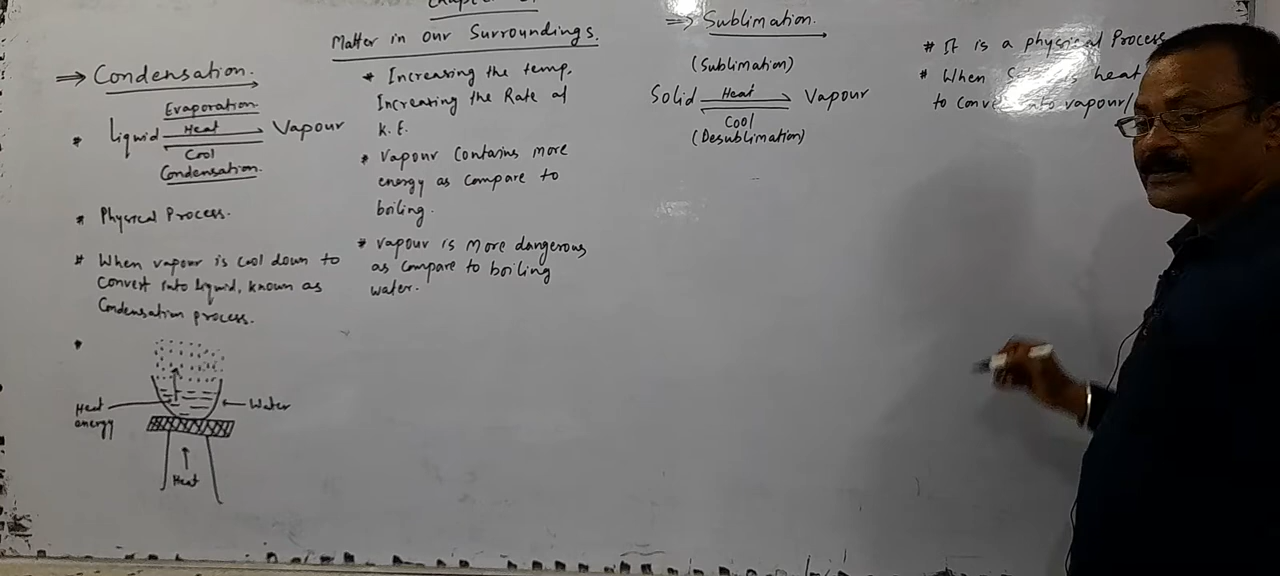 Matter in our Surroundings.
⇒ Condensation.
Evaporation
* Liquid Heat Vapour
Cool
Condensation.
* Physical Process.
* When vapour is cool down to
convert into liquid, known as
Condensation process.
Heat
energy
Water
Heat
* Increasing the temp.
Increasing the Rate of
K.E.
* Vapour contains more
energy as compare to
boiling.
* Vapour is more dangerous
as compare to boiling
water.
⇒ Sublimation.
(Sublimation)
Solid Heat Vapour
Cool
(Desublimation)
* It is a physical Process
* When heat
to convert into vapour/